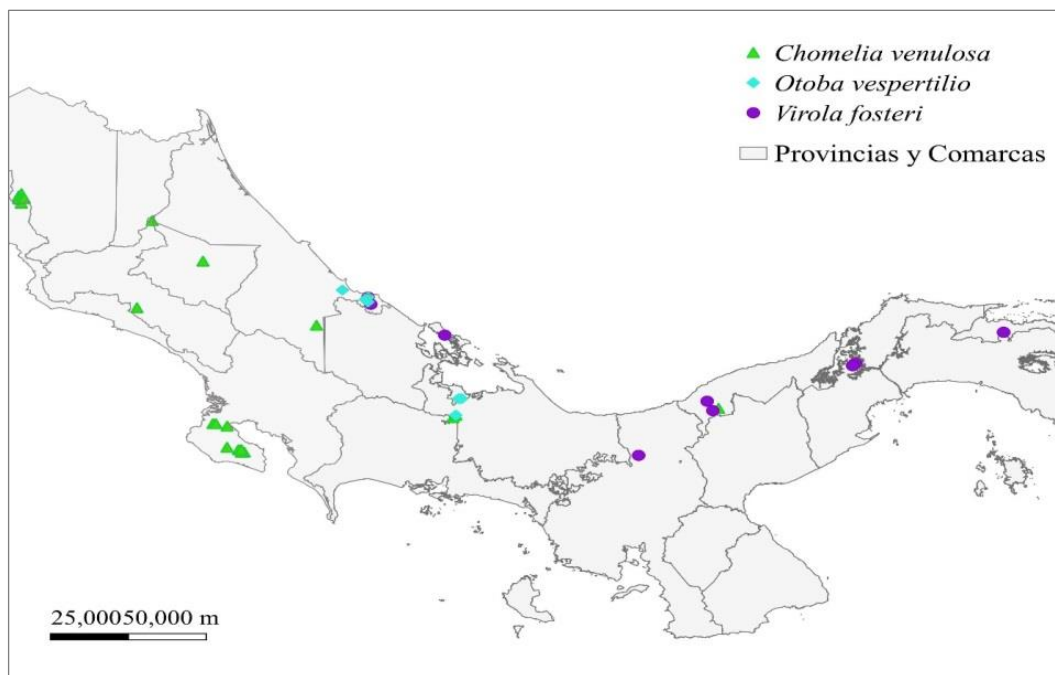 Chomelia venulosa
Otoba vespertilio
Virola fosteri
Provincias y Comarcas
25,00050,000 m